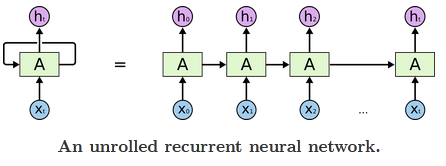 hₜ h₀ h₁ h₂ hₜ
A = A A A A
xₜ x₀ x₁ x₂ ... xₜ
An unrolled recurrent neural network.